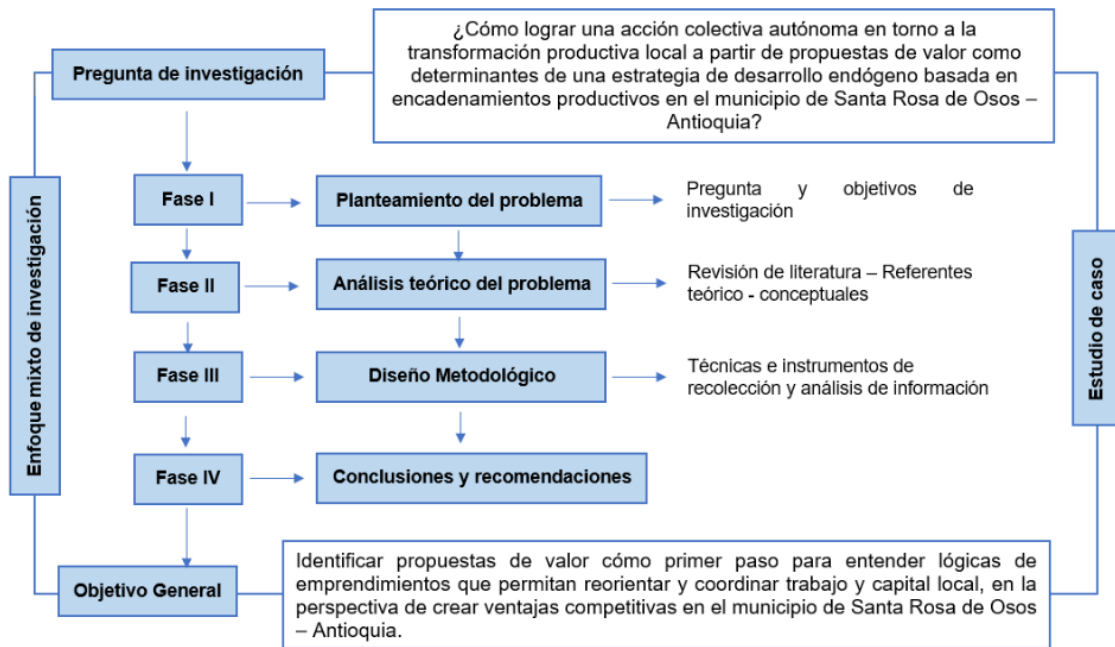 Pregunta de investigación
¿Cómo lograr una acción colectiva autónoma en torno a la
transformación productiva local a partir de propuestas de valor como
determinantes de una estrategia de desarrollo endógeno basada en
encadenamientos productivos en el municipio de Santa Rosa de Osos –
Antioquia?
Enfoque mixto de investigación
Fase I
Planteamiento del problema
Pregunta y objetivos de
investigación
Fase II
Análisis teórico del problema
Revisión de literatura – Referentes
teórico - conceptuales
Fase III
Diseño Metodológico
Técnicas e instrumentos de
recolección y análisis de información
Fase IV
Conclusiones y recomendaciones
Estudio de caso
Objetivo General
Identificar propuestas de valor cómo primer paso para entender lógicas de
emprendimientos que permitan reorientar y coordinar trabajo y capital local, en la
perspectiva de crear ventajas competitivas en el municipio de Santa Rosa de Osos
– Antioquia.